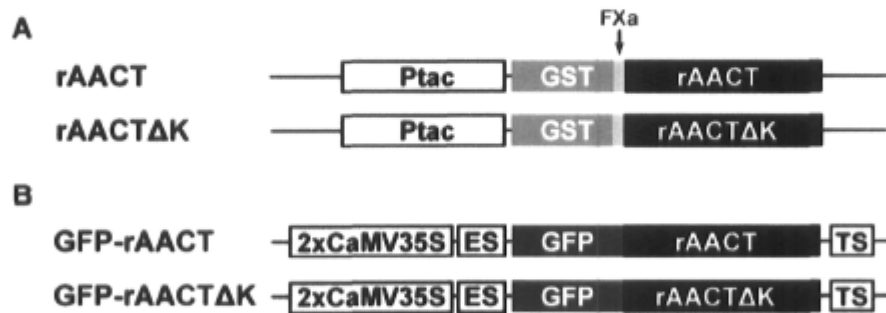 FXa
A
rAACT Ptac GST rAACT
rAACTΔK Ptac GST rAACTΔK
B
GFP-rAACT 2xCaMV35S ES GFP rAACT TS
GFP-rAACTΔK 2xCaMV35S ES GFP rAACTΔK TS